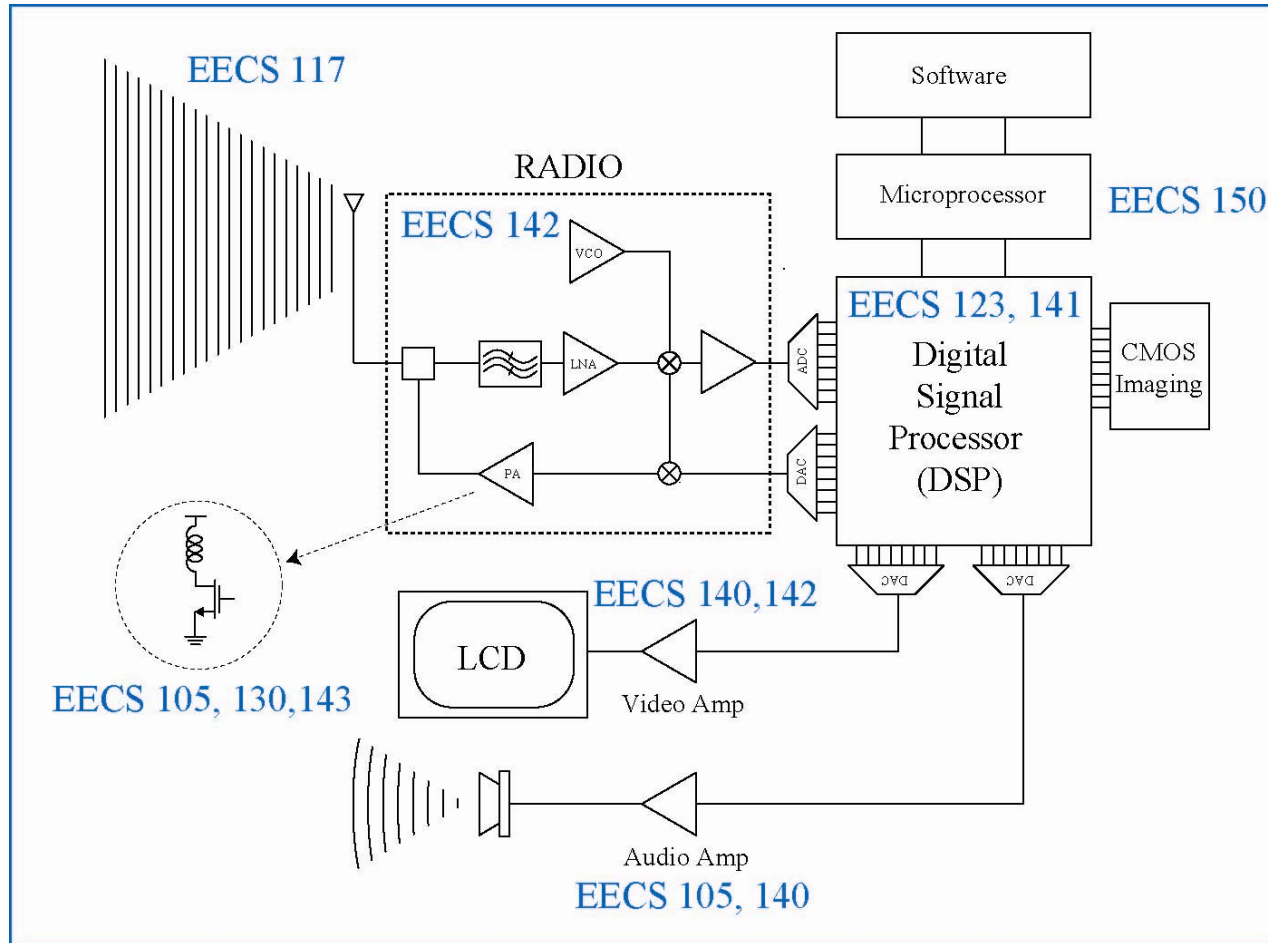 EECS 117
Software
RADIO
Microprocessor
EECS 150
EECS 142
VCO
EECS 123, 141
Digital
Signal
Processor
(DSP)
CMOS
Imaging
LNA
ADC
PA
DAC
DAC
DAC
EECS 140,142
LCD
Video Amp
EECS 105, 130,143
Audio Amp
EECS 105, 140